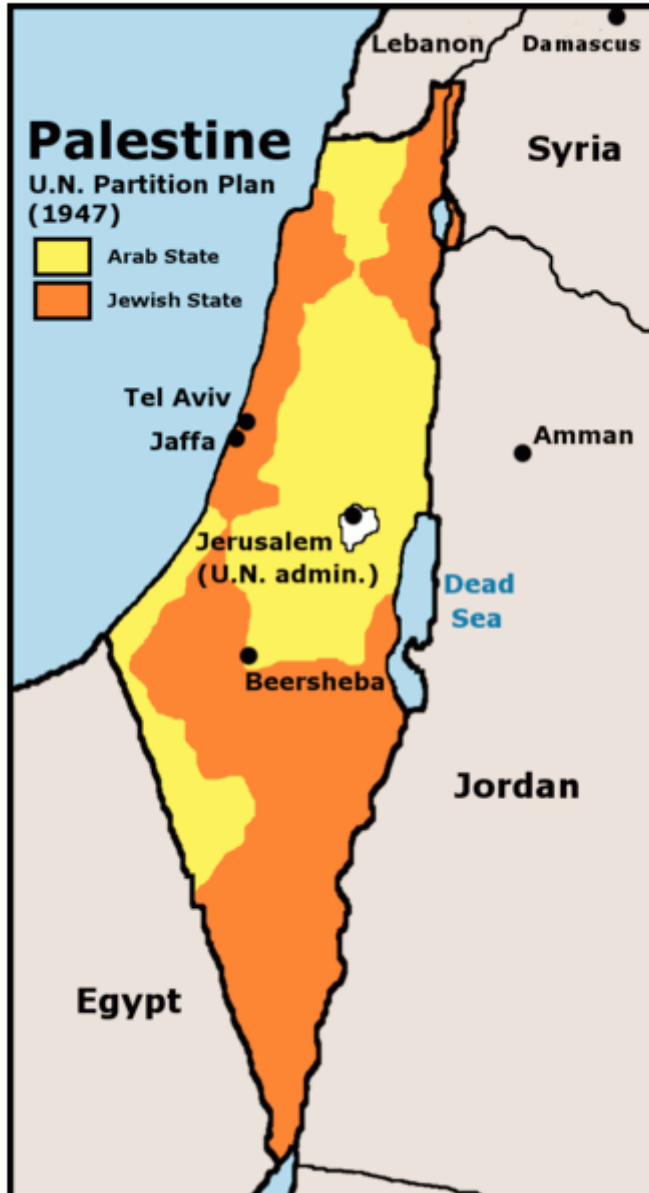 Lebanon
Damascus
Palestine
U.N. Partition Plan
(1947)
Syria
Arab State
Jewish State
Tel Aviv
Jaffa
Amman
Jerusalem
(U.N. admin.)
Dead
Sea
Beersheba
Jordan
Egypt